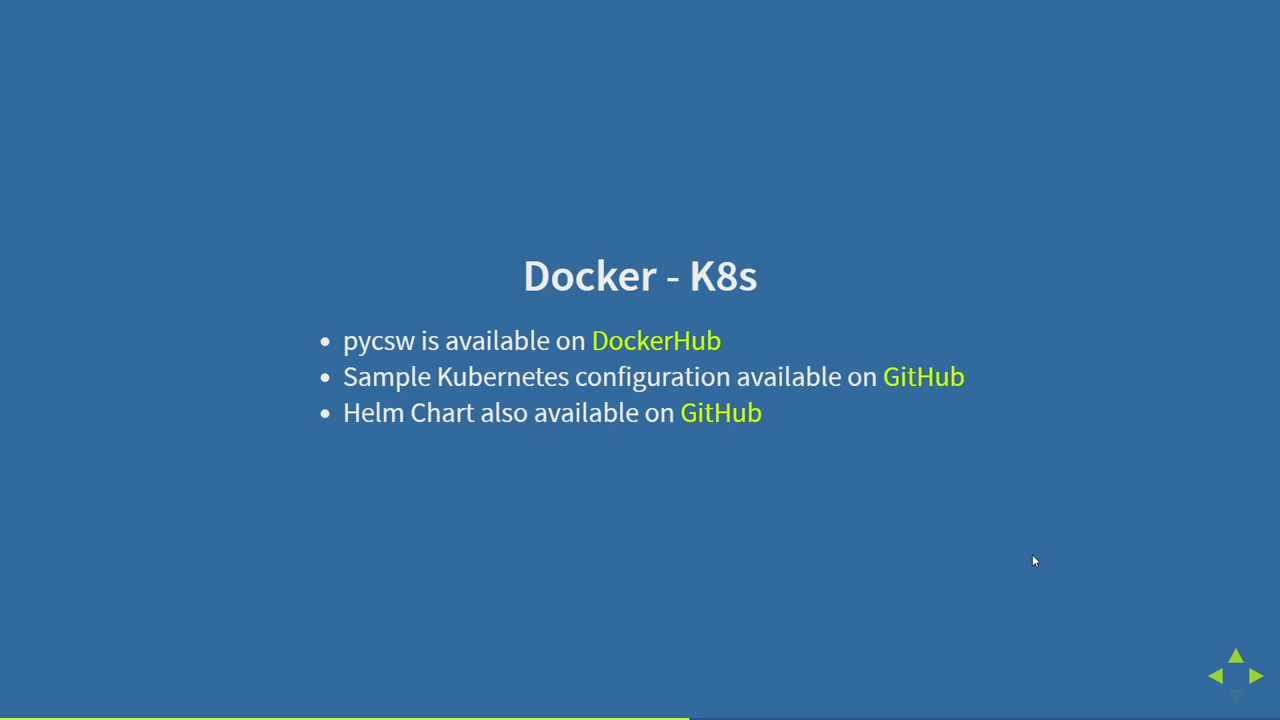 Docker - K8s
pycsw is available on DockerHub
Sample Kubernetes configuration available on GitHub
Helm Chart also available on GitHub